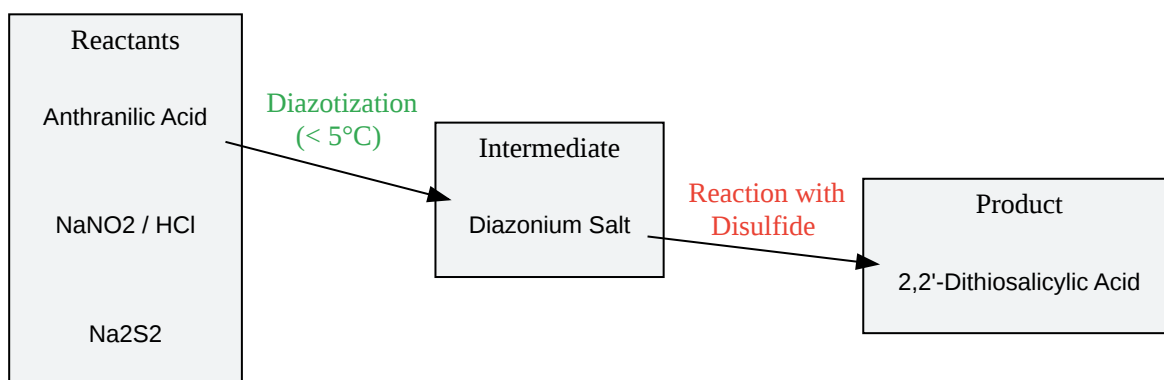 Reactants
Anthranilic Acid
NaNO2 / HCl
Na2S2
Diazotization
(< 5°C)
Intermediate
Diazonium Salt
Reaction with
Disulfide
Product
2,2'-Dithiosalicylic Acid